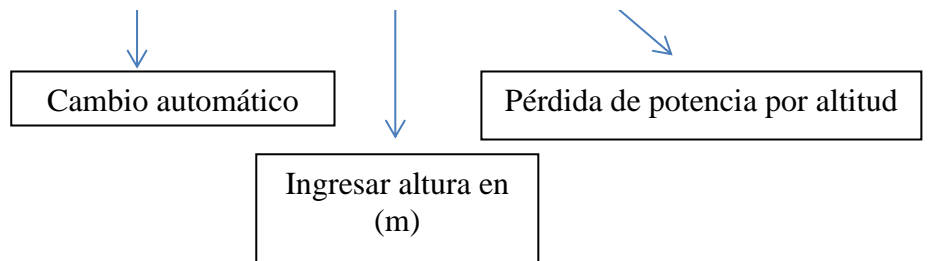 Cambio automático
Pérdida de potencia por altitud
Ingresar altura en
(m)